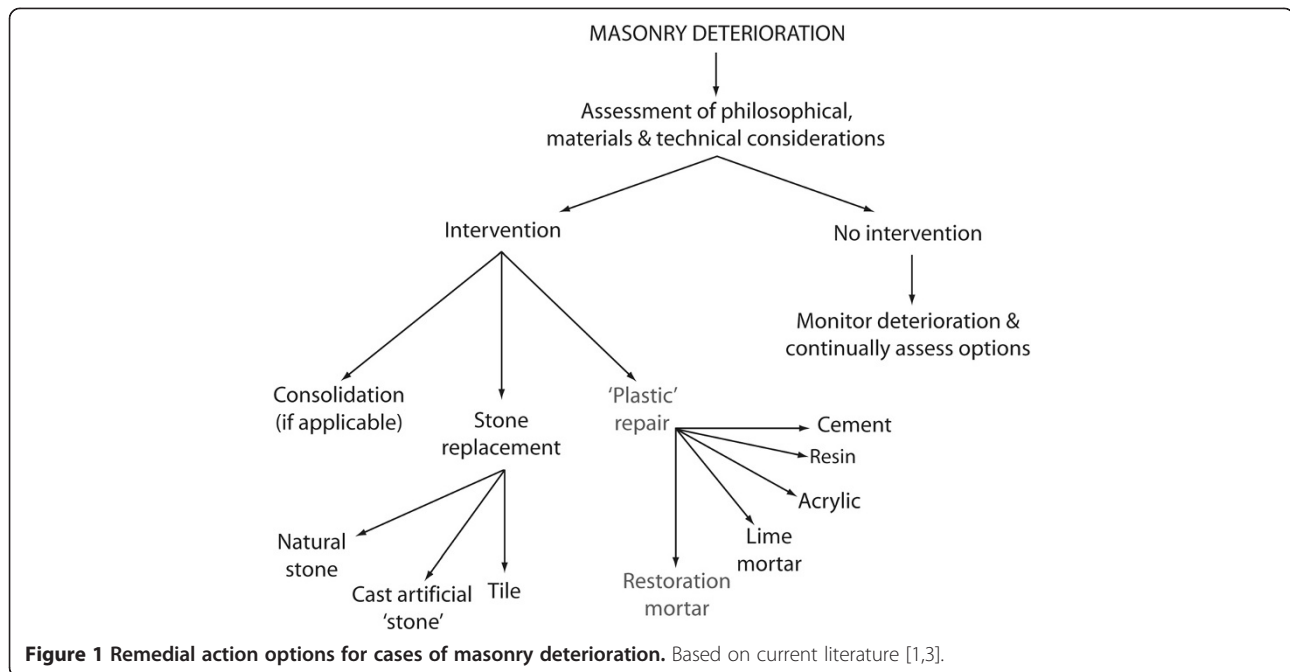 MASONRY DETERIORATION
Assessment of philosophical,
materials & technical considerations
Intervention
No intervention
Monitor deterioration &
continually assess options
Consolidation
(if applicable)
Stone
replacement
‘Plastic’
repair
Cement
Resin
Acrylic
Lime
mortar
Restoration
mortar
Natural
stone
Cast artificial
‘stone’
Tile
Figure 1 Remedial action options for cases of masonry deterioration. Based on current literature [1,3].